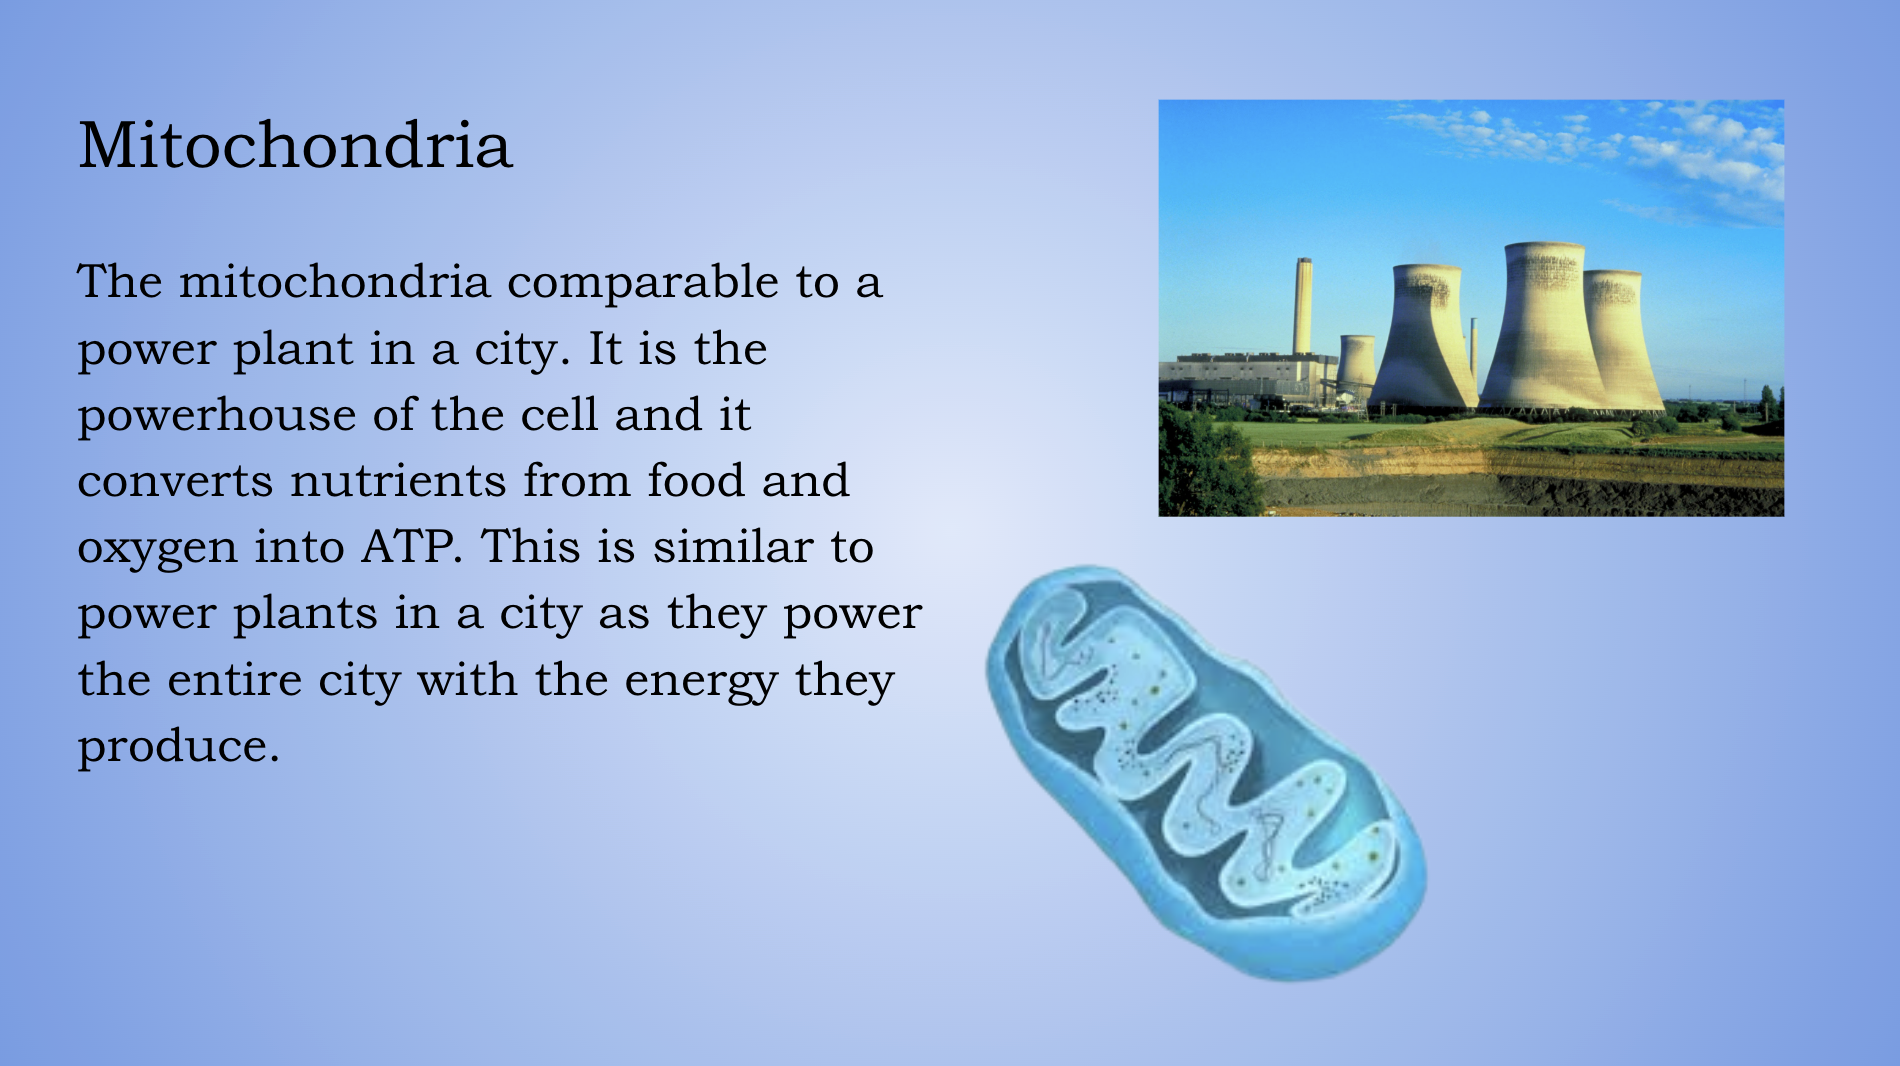 Mitochondria
The mitochondria comparable to a
power plant in a city. It is the
powerhouse of the cell and it
converts nutrients from food and
oxygen into ATP. This is similar to
power plants in a city as they power
the entire city with the energy they
produce.